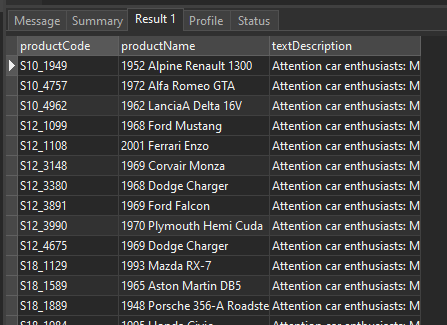 Message Summary Result 1 Profile Status
productCode productName textDescription
S10_1949 1952 Alpine Renault 1300 Attention car enthusiasts: M
S10_4757 1972 Alfa Romeo GTA Attention car enthusiasts: M
S10_4962 1962 LanciaA Delta 16V Attention car enthusiasts: M
S12_1099 1968 Ford Mustang Attention car enthusiasts: M
S12_1108 2001 Ferrari Enzo Attention car enthusiasts: M
S12_3148 1969 Corvair Monza Attention car enthusiasts: M
S12_3380 1968 Dodge Charger Attention car enthusiasts: M
S12_3891 1969 Ford Falcon Attention car enthusiasts: M
S12_3990 1970 Plymouth Hemi Cuda Attention car enthusiasts: M
S12_4675 1969 Dodge Charger Attention car enthusiasts: M
S18_1129 1993 Mazda RX-7 Attention car enthusiasts: M
S18_1589 1965 Aston Martin DB5 Attention car enthusiasts: M
S18_1889 1948 Porsche 356-A Roadste Attention car enthusiasts: M